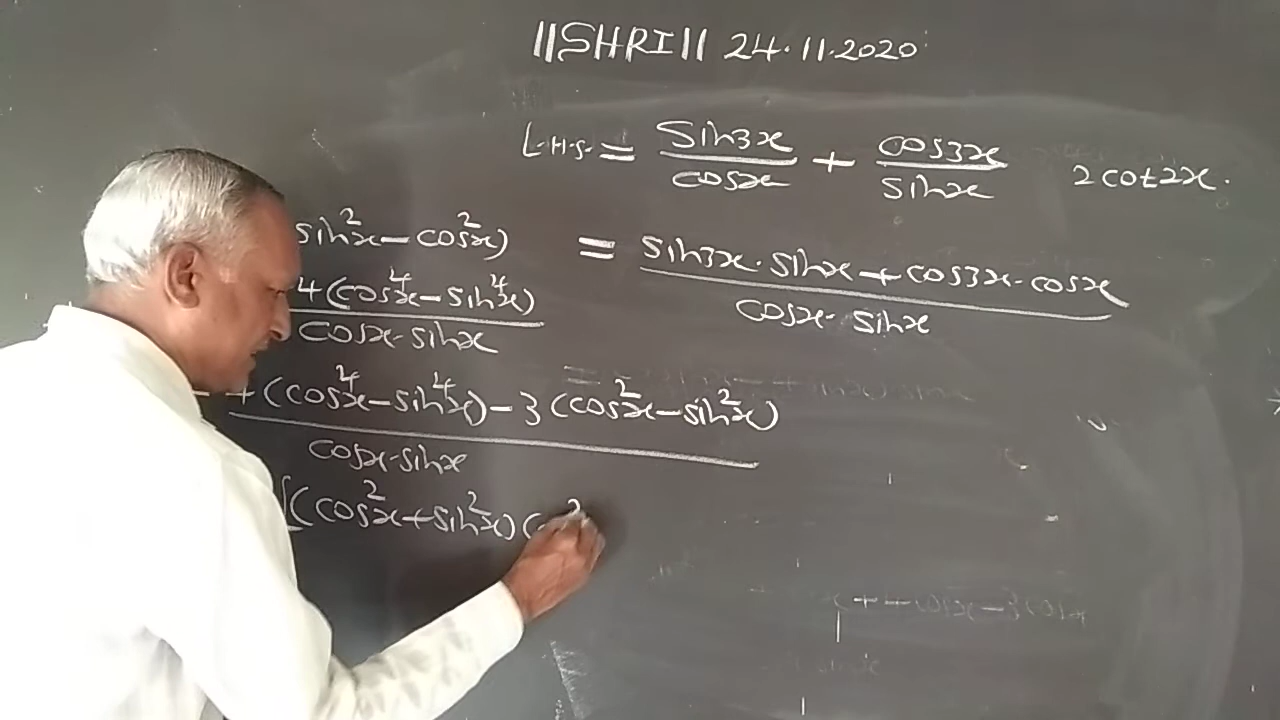 ||SHRI|| 24.11.2020
L.H.S. = sin3x/cosx + cos3x/sinx 2cot2x.
= sin3x·sinx + cos3x·cosx / cosx·sinx
sin²x – cos²x)
4(cos⁴x – sin⁴x)
cosx·sinx
4(cos⁴x – sin⁴x) – 3(cos²x – sin²x)
cosx·sinx
[(cos²x + sin²x)(